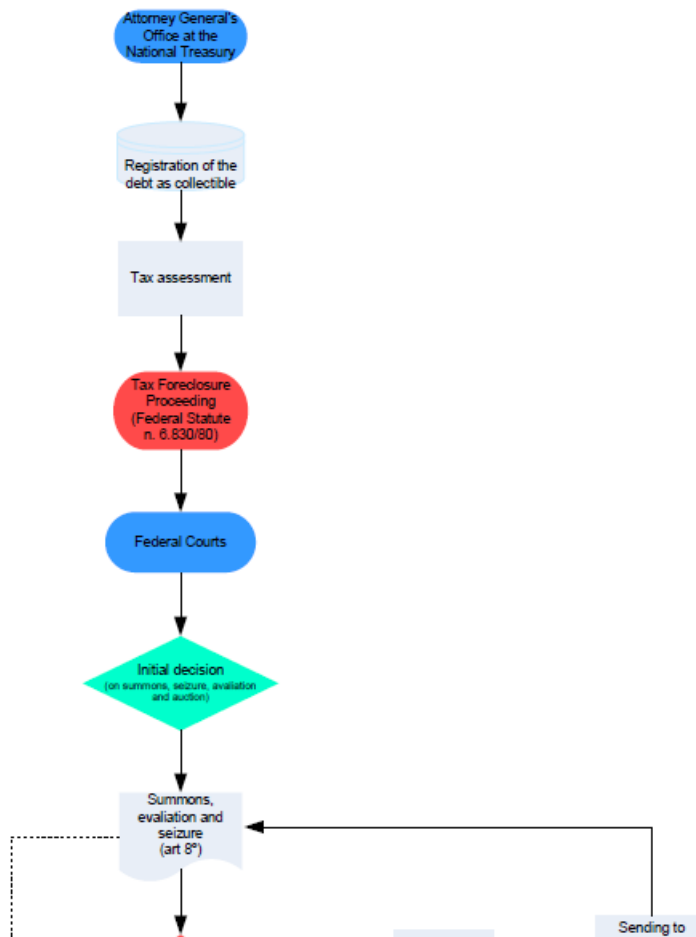 Attorney General's
Office at the
National Treasury
Registration of the
debt as collectible
Tax assessment
Tax Foreclosure
Proceeding
(Federal Statute
n. 6.830/80)
Federal Courts
Initial decision
(on summons, seizure, avaliation
and auction)
Summons,
evaliation and
seizure
(art 8º)
Sending to